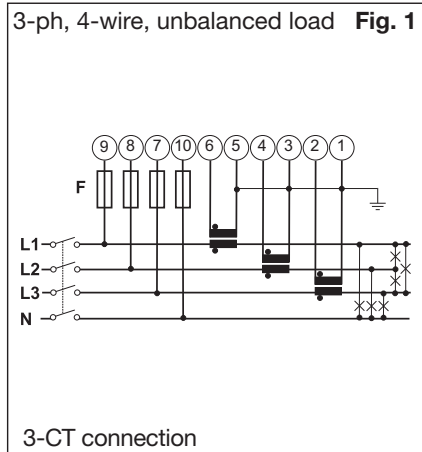 3-ph, 4-wire, unbalanced load Fig. 1
9 8 7 10 6 5 4 3 2 1
F
L1
L2
L3
N
3-CT connection